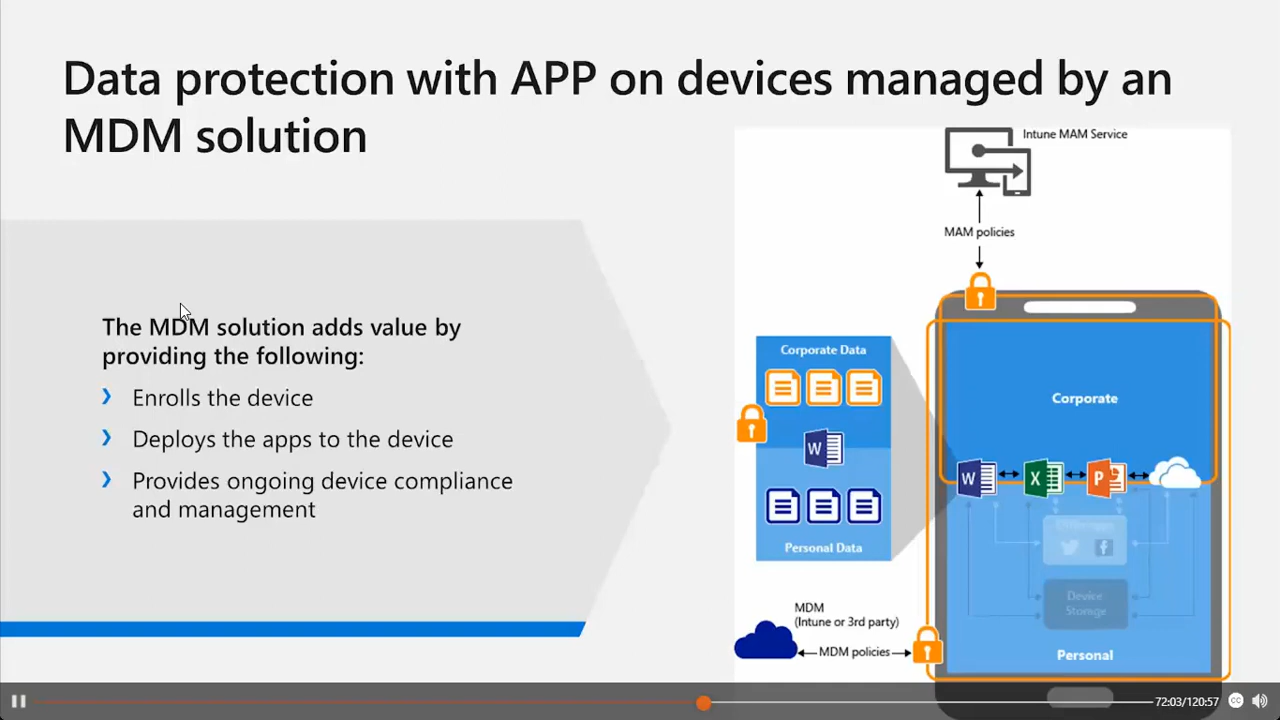 Data protection with APP on devices managed by an
MDM solution
Intune MAM Service
MAM policies
The MDM solution adds value by
providing the following:
Enrolls the device
Deploys the apps to the device
Provides ongoing device compliance
and management
Corporate Data
W
Personal Data
Corporate
W
X
P
Device
Storage
Personal
MDM
(Intune or 3rd party)
MDM policies
72:03/120:57
CC